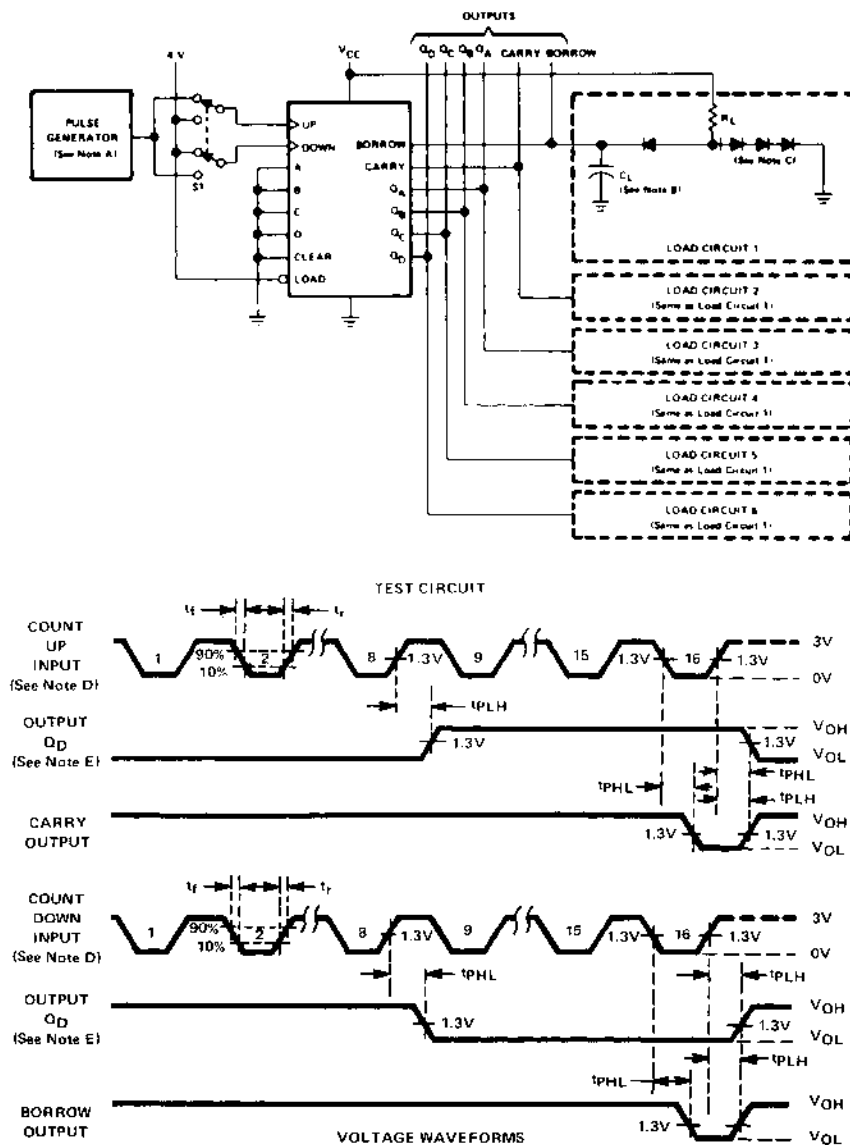 OUTPUTS
4 V
VCC
QD QC QB QA CARRY BORROW
PULSE
GENERATOR
(See Note A)
S1
UP
DOWN
A
B
C
D
CLEAR
LOAD
BORROW
CARRY
QA
QB
QC
QD
RL
(See Note C)
CL
(See Note B)
LOAD CIRCUIT 1
LOAD CIRCUIT 2
(Same as Load Circuit 1)
LOAD CIRCUIT 3
(Same as Load Circuit 1)
LOAD CIRCUIT 4
(Same as Load Circuit 1)
LOAD CIRCUIT 5
(Same as Load Circuit 1)
LOAD CIRCUIT 6
(Same as Load Circuit 1)
TEST CIRCUIT
COUNT
UP
INPUT
(See Note D)
tf tr
90%
10%
1 2 8 1.3V 9 15 1.3V 16 1.3V
3V
0V
tPLH
OUTPUT
QD
(See Note E)
1.3V
1.3V
VOH
VOL
tPHL
tPHL
tPLH
CARRY
OUTPUT
1.3V
1.3V
VOH
VOL
COUNT
DOWN
INPUT
(See Note D)
tf tr
90%
10%
1 2 8 1.3V 9 15 1.3V 16 1.3V
3V
0V
tPHL
tPLH
OUTPUT
QD
(See Note E)
1.3V
1.3V
VOH
VOL
tPHL
tPLH
BORROW
OUTPUT
1.3V
VOH
VOL
VOLTAGE WAVEFORMS